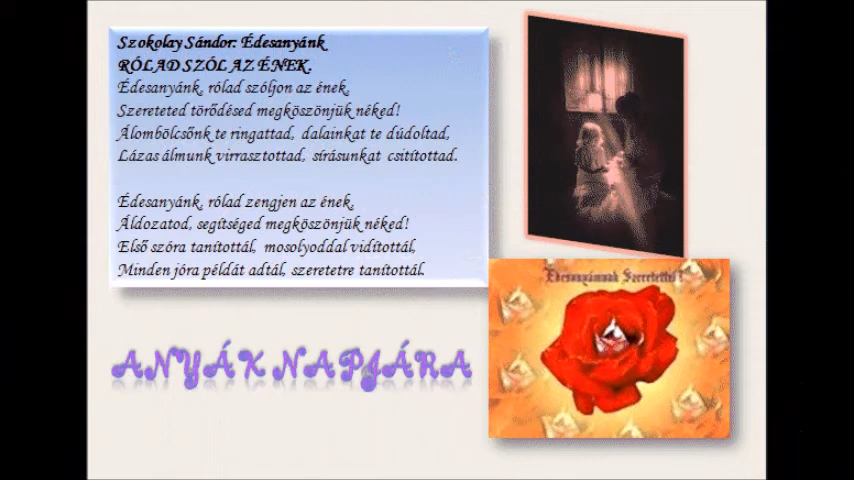 Szokolay Sándor: Édesanyánk
RÓLAD SZÓL AZ ÉNEK.
Édesanyánk, rólad szóljon az ének,
Szereteted törődésed megköszönjük néked!
Álombölcsőnk te ringattad, dalainkat te dúdoltad,
Lázas álmunk virrasztottad, sírásunkat csitítottad.
Édesanyánk, rólad zengjen az ének,
Áldozatod, segítséged megköszönjük néked!
Első szóra tanítottál, mosolyoddal vidítottál,
Minden jóra példát adtál, szeretetre tanítottál.
Édesanyámnak Szeretettel!
ANYÁK NAPJÁRA